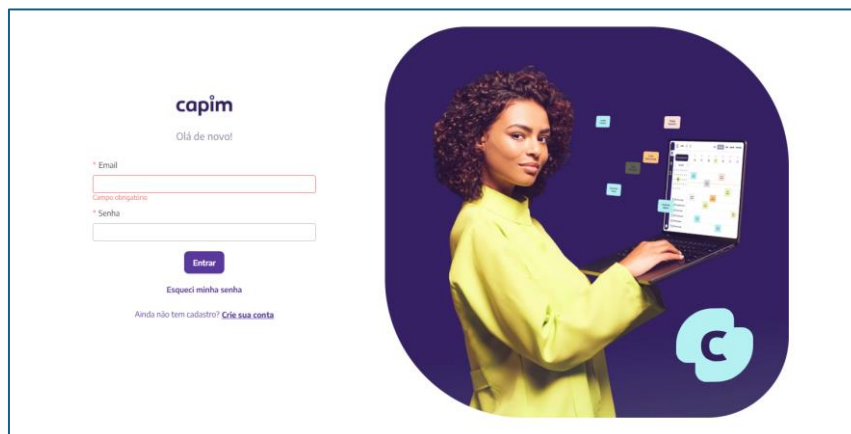 capim
Olá de novo!
* Email
Campo obrigatório
* Senha
Entrar
Esqueci minha senha
Ainda não tem cadastro? Crie sua conta
C